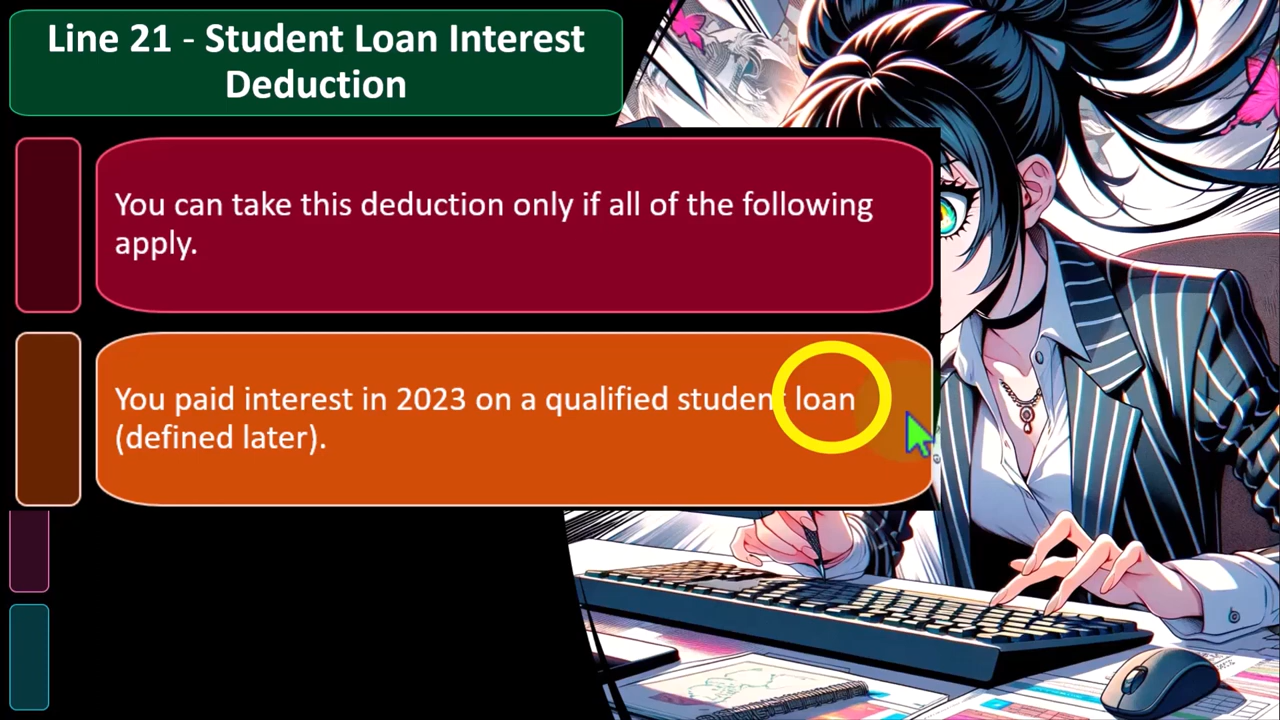 Line 21 - Student Loan Interest
Deduction
You can take this deduction only if all of the following
apply.
You paid interest in 2023 on a qualified student loan
(defined later).